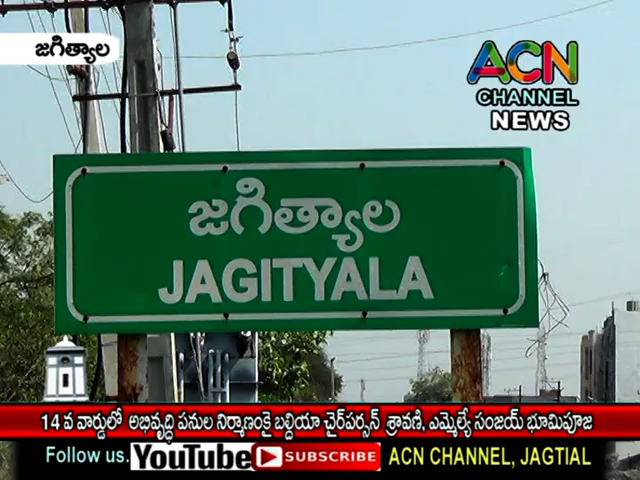 జగిత్యాల
ACN
CHANNEL
NEWS
జగిత్యాల
JAGITYALA
14 వ వార్డులో అభివృద్ధి పనుల నిర్మాణంకై బల్దియా చైర్‌పర్సన్ శ్రావణి, ఎమ్మెల్యే సంజయ్ భూమిపూజ
Follow us. YouTube SUBSCRIBE ACN CHANNEL, JAGTIAL